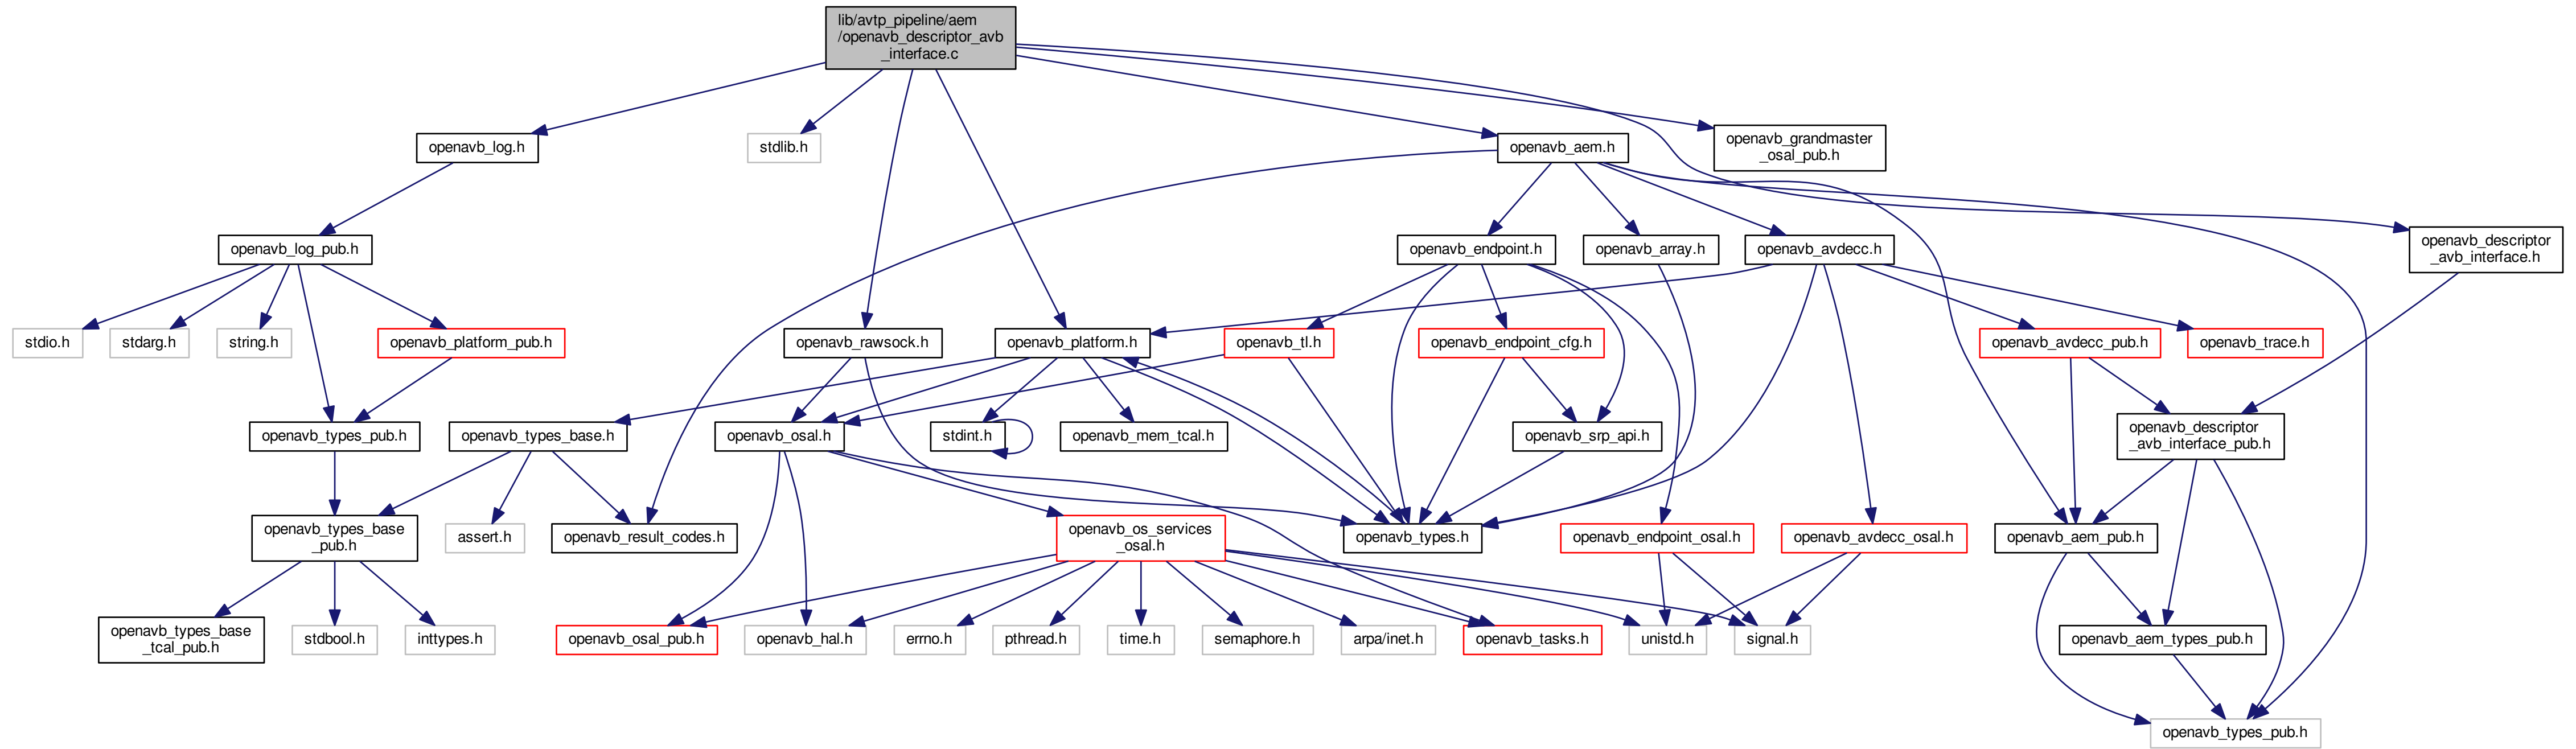 lib/avtp_pipeline/aem
/openavb_descriptor_avb
_interface.c
openavb_log.h
stdlib.h
openavb_aem.h
openavb_grandmaster
_osal_pub.h
openavb_log_pub.h
openavb_endpoint.h
openavb_array.h
openavb_avdecc.h
openavb_descriptor
_avb_interface.h
stdio.h
stdarg.h
string.h
openavb_platform_pub.h
openavb_rawsock.h
openavb_platform.h
openavb_tl.h
openavb_endpoint_cfg.h
openavb_avdecc_pub.h
openavb_trace.h
openavb_types_pub.h
openavb_types_base.h
openavb_osal.h
stdint.h
openavb_mem_tcal.h
openavb_srp_api.h
openavb_descriptor
_avb_interface_pub.h
openavb_types_base
_pub.h
assert.h
openavb_result_codes.h
openavb_os_services
_osal.h
openavb_types.h
openavb_endpoint_osal.h
openavb_avdecc_osal.h
openavb_aem_pub.h
openavb_types_base
_tcal_pub.h
stdbool.h
inttypes.h
openavb_osal_pub.h
openavb_hal.h
errno.h
pthread.h
time.h
semaphore.h
arpa/inet.h
openavb_tasks.h
unistd.h
signal.h
openavb_aem_types_pub.h
openavb_types_pub.h